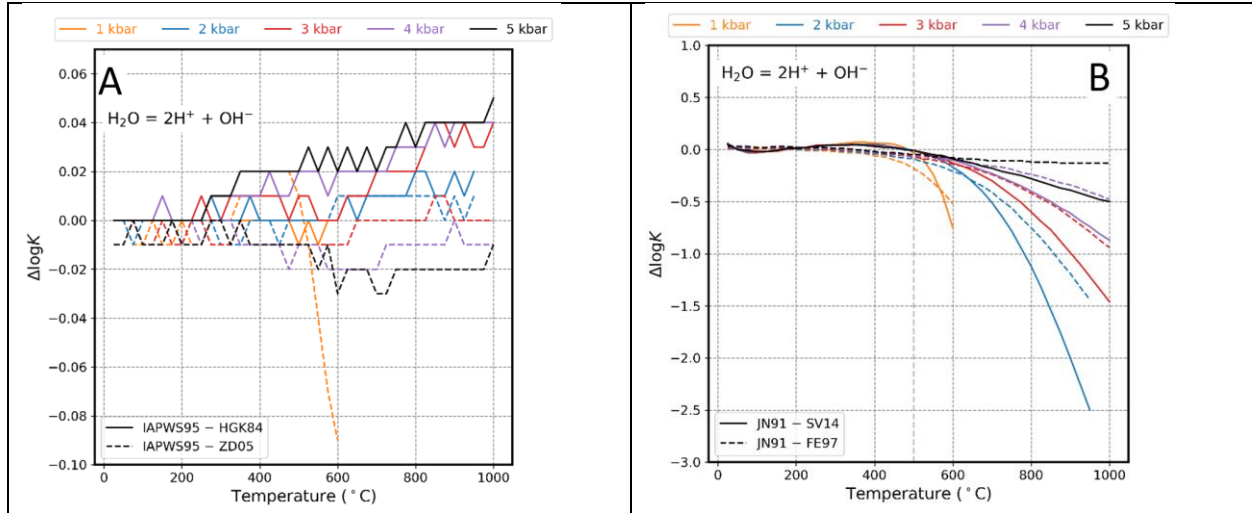 1 kbar 2 kbar 3 kbar 4 kbar 5 kbar
A
H₂O = 2H⁺ + OH⁻
0.06
0.04
0.02
0.00
−0.02
−0.04
−0.06
−0.08
−0.10
ΔlogK
IAPWS95 − HGK84
IAPWS95 − ZD05
0 200 400 600 800 1000
Temperature (°C)
1 kbar 2 kbar 3 kbar 4 kbar 5 kbar
B
H₂O = 2H⁺ + OH⁻
1.0
0.5
0.0
−0.5
−1.0
−1.5
−2.0
−2.5
−3.0
ΔlogK
JN91 − SV14
JN91 − FE97
0 200 400 600 800 1000
Temperature (°C)